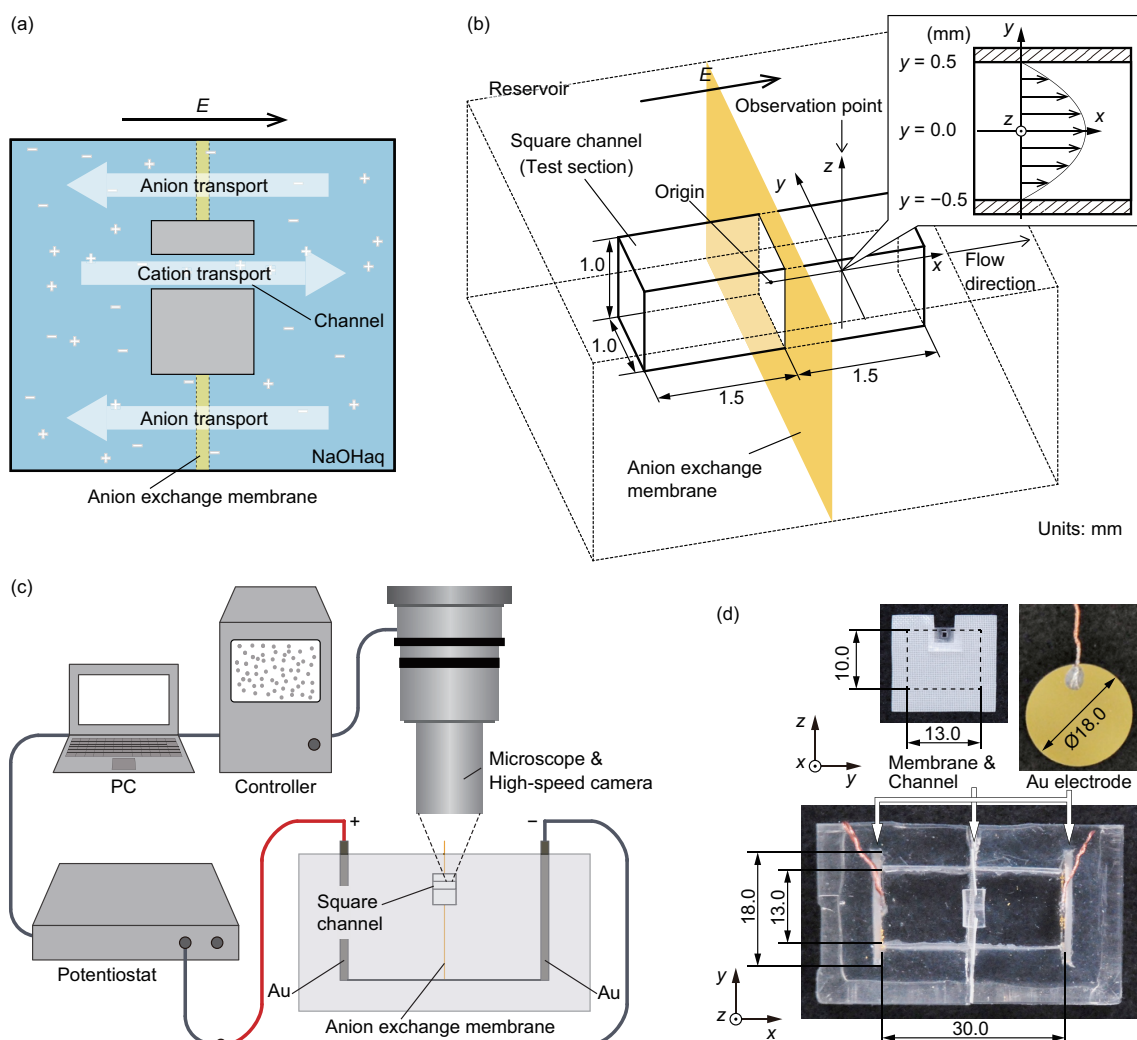 (a)
E
Anion transport
Cation transport
Channel
Anion transport
NaOHaq
Anion exchange membrane
(b)
Reservoir
E
Observation point
Square channel
(Test section)
Origin
z
y
x
Flow
direction
1.0
1.0
1.5
1.5
Anion exchange
membrane
Units: mm
(mm)
y
y = 0.5
y = 0.0
z
x
y = −0.5
(c)
PC
Controller
Microscope &
High-speed camera
+
−
Square
channel
Potentiostat
Au
Au
Anion exchange
membrane
(d)
10.0
13.0
Ø18.0
z
x
y
Membrane &
Channel
Au electrode
18.0
13.0
y
z
x
30.0